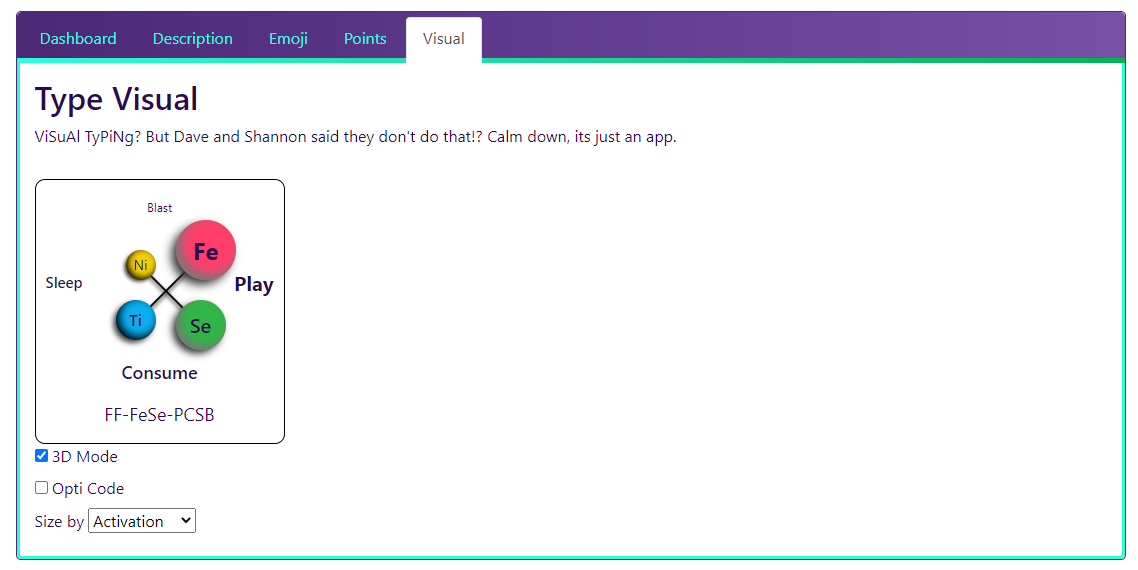 Dashboard Description Emoji Points Visual
Type Visual
ViSuAl TyPiNg? But Dave and Shannon said they don't do that!? Calm down, its just an app.
Blast
Fe
Ni
Sleep
Play
Ti
Se
Consume
FF-FeSe-PCSB
3D Mode
Opti Code
Size by Activation